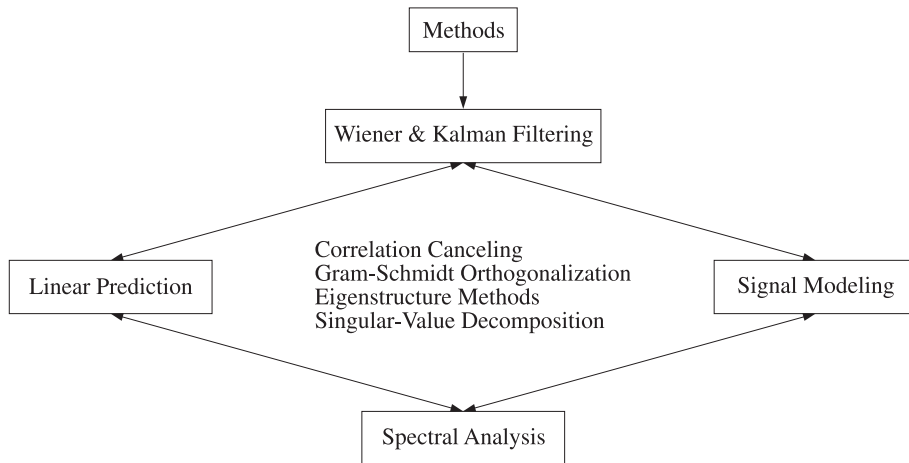 Methods
Wiener & Kalman Filtering
Correlation Canceling
Gram-Schmidt Orthogonalization
Eigenstructure Methods
Singular-Value Decomposition
Linear Prediction
Signal Modeling
Spectral Analysis